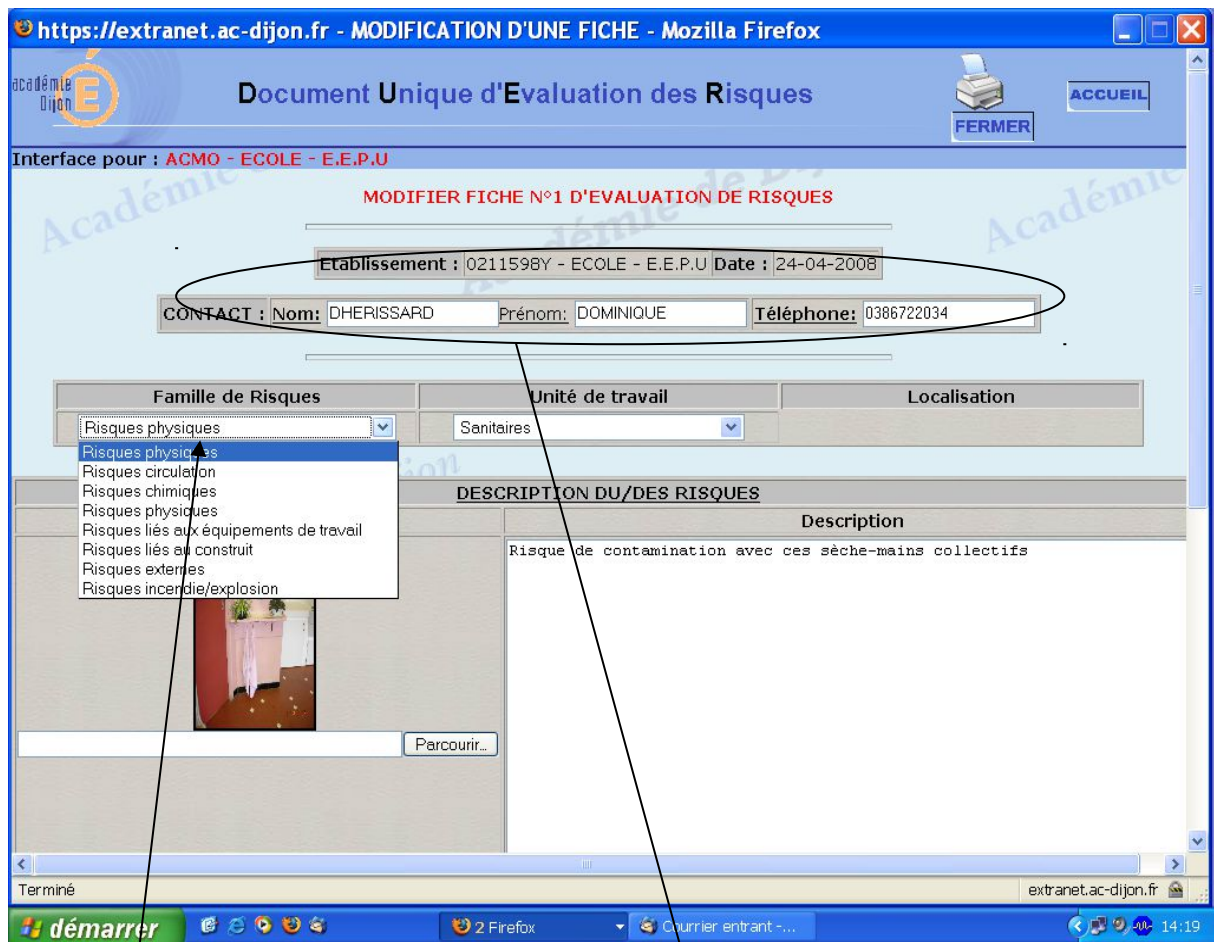 https://extranet.ac-dijon.fr - MODIFICATION D'UNE FICHE - Mozilla Firefox
académie Dijon
Document Unique d'Evaluation des Risques
FERMER
ACCUEIL
Interface pour : ACMO - ECOLE - E.E.P.U
MODIFIER FICHE N°1 D'EVALUATION DE RISQUES
Etablissement : 0211598Y - ECOLE - E.E.P.U Date : 24-04-2008
CONTACT : Nom: DHERISSARD Prénom: DOMINIQUE Téléphone: 0386722034
Famille de Risques Unité de travail Localisation
Risques physiques Sanitaires
Risques physiques
Risques circulation
Risques chimiques
Risques physiques
Risques liés aux équipements de travail
Risques liés au construit
Risques externes
Risques incendie/explosion
DESCRIPTION DU/DES RISQUES
Description
Risque de contamination avec ces sèche-mains collectifs
Parcourir...
Terminé extranet.ac-dijon.fr
démarrer 2 Firefox Courrier entrant -... 14:19